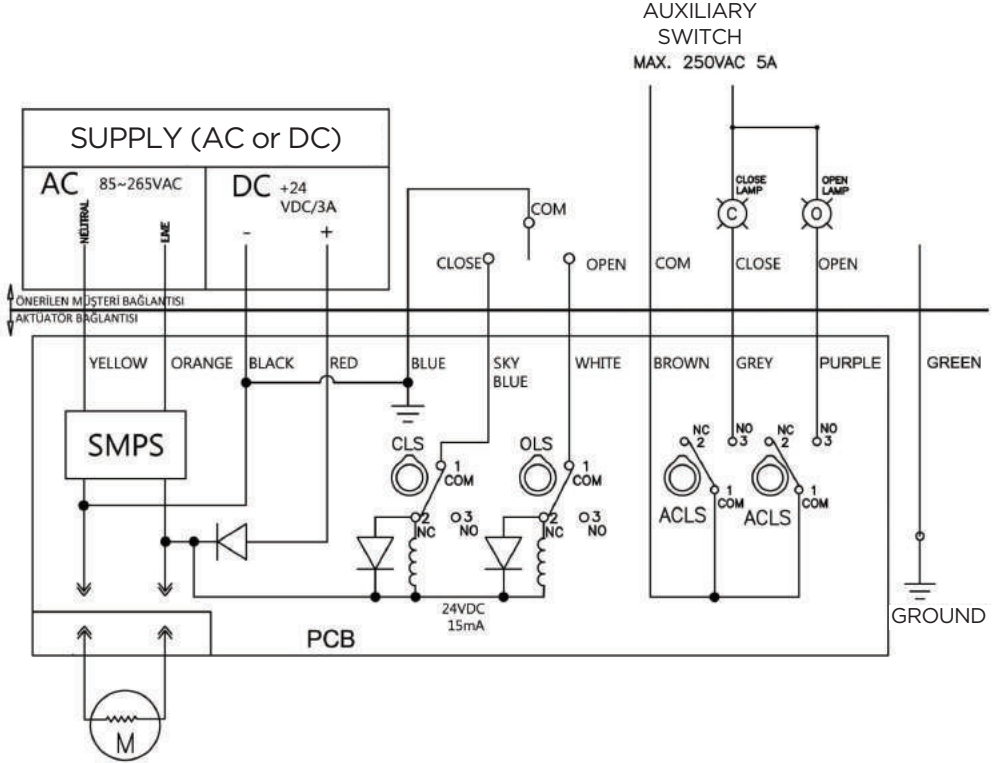 AUXILIARY
SWITCH
MAX. 250VAC 5A
SUPPLY (AC or DC)
AC 85~265VAC
DC +24
VDC/3A
NEUTRAL
LIVE
- +
CLOSE
LAMP
OPEN
LAMP
C
O
COM
CLOSE
OPEN
COM
CLOSE
OPEN
ÖNERİLEN MÜŞTERİ BAĞLANTISI
AKTÜATÖR BAĞLANTISI
YELLOW
ORANGE
BLACK
RED
BLUE
SKY
BLUE
WHITE
BROWN
GREY
PURPLE
GREEN
SMPS
CLS
1
COM
2
NC
3
NO
OLS
1
COM
2
NC
3
NO
NC
2
NO
3
1
COM
ACLS
NC
2
NO
3
1
COM
ACLS
24VDC
15mA
GROUND
PCB
M